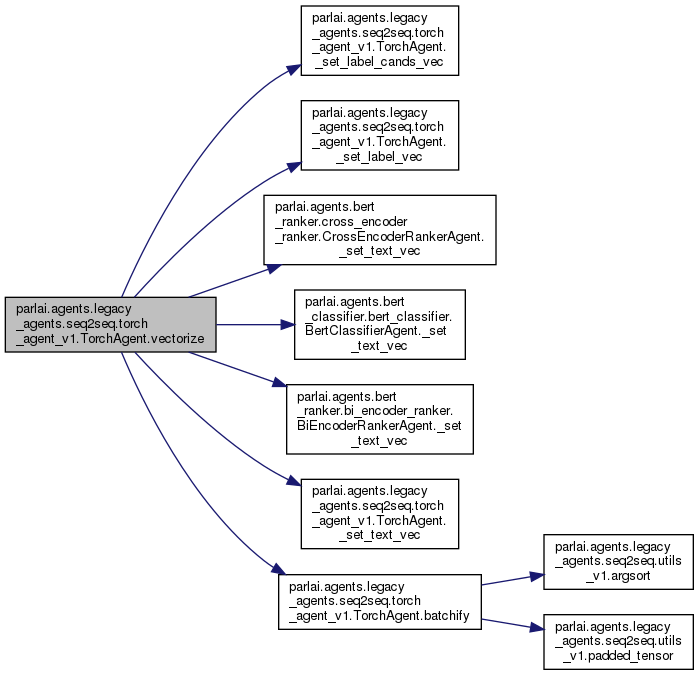 parlai.agents.legacy
_agents.seq2seq.torch
_agent_v1.TorchAgent.
_set_label_cands_vec
parlai.agents.legacy
_agents.seq2seq.torch
_agent_v1.TorchAgent.
_set_label_vec
parlai.agents.bert
_ranker.cross_encoder
_ranker.CrossEncoderRankerAgent.
_set_text_vec
parlai.agents.legacy
_agents.seq2seq.torch
_agent_v1.TorchAgent.vectorize
parlai.agents.bert
_classifier.bert_classifier.
BertClassifierAgent._set
_text_vec
parlai.agents.bert
_ranker.bi_encoder_ranker.
BiEncoderRankerAgent._set
_text_vec
parlai.agents.legacy
_agents.seq2seq.torch
_agent_v1.TorchAgent.
_set_text_vec
parlai.agents.legacy
_agents.seq2seq.torch
_agent_v1.TorchAgent.batchify
parlai.agents.legacy
_agents.seq2seq.utils
_v1.argsort
parlai.agents.legacy
_agents.seq2seq.utils
_v1.padded_tensor